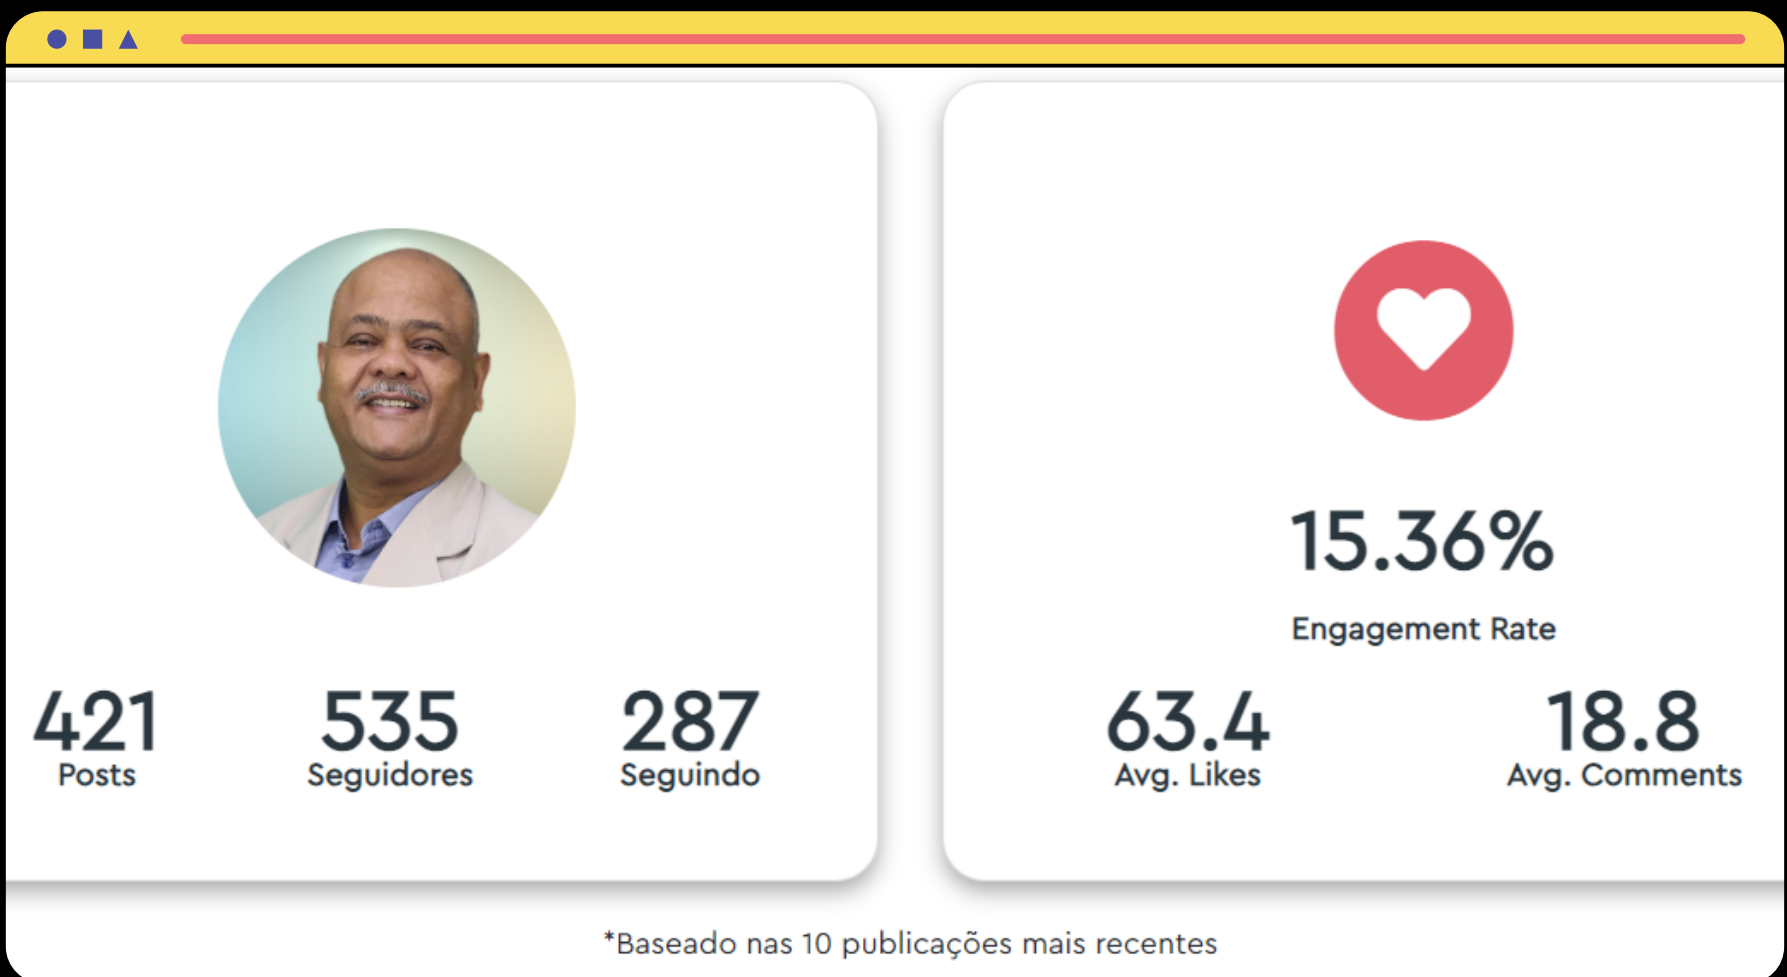 15.36%
Engagement Rate
421 535 287
Posts Seguidores Seguindo
63.4 18.8
Avg. Likes Avg. Comments
*Baseado nas 10 publicações mais recentes